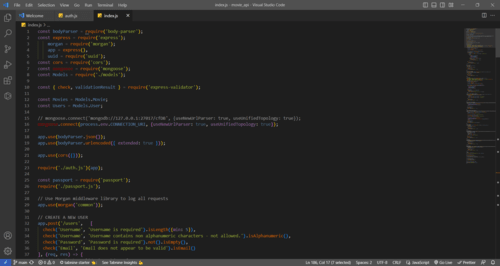 File Edit Selection View Go Run Terminal Help
index.js - movie_api - Visual Studio Code
Welcome auth.js index.js
index.js > ...
1 const bodyParser = require('body-parser');
2 const express = require('express'),
3 morgan = require('morgan'),
4 app = express(),
5 uuid = require('uuid');
6 const cors = require('cors');
7 const mongoose = require('mongoose');
8 const Models = require('./models');
9
10 const { check, validationResult } = require('express-validator');
11
12 const Movies = Models.Movie;
13 const Users = Models.User;
14
15 // mongoose.connect('mongodb://127.0.0.1:27017/cfDB', {useNewUrlParser: true, useUnifiedTopology: true});
16 mongoose.connect(process.env.CONNECTION_URI, {useNewUrlParser: true, useUnifiedTopology: true});
17
18 app.use(bodyParser.json());
19 app.use(bodyParser.urlencoded({ extended: true }));
20
21 app.use(cors());
22
23 require('./auth.js')(app);
24
25 const passport = require('passport');
26 require('./passport.js');
27
28 // Use Morgan middleware library to log all requests
29 app.use(morgan('common'));
30
31 // CREATE A NEW USER
32 app.post('/users', [
33 check('Username', 'Username is required').isLength({min: 5}),
34 check('Username', 'Username contains non alphanumeric characters - not allowed.').isAlphanumeric(),
35 check('Password', 'Password is required').not().isEmpty(),
36 check('Email', 'Email does not appear to be valid').isEmail()
37 ], (req, res) => {
main 0 0 Tabnine starter See Tabnine Insights Spaces: 2 UTF-8 CRLF JavaScript Go Live Prettier